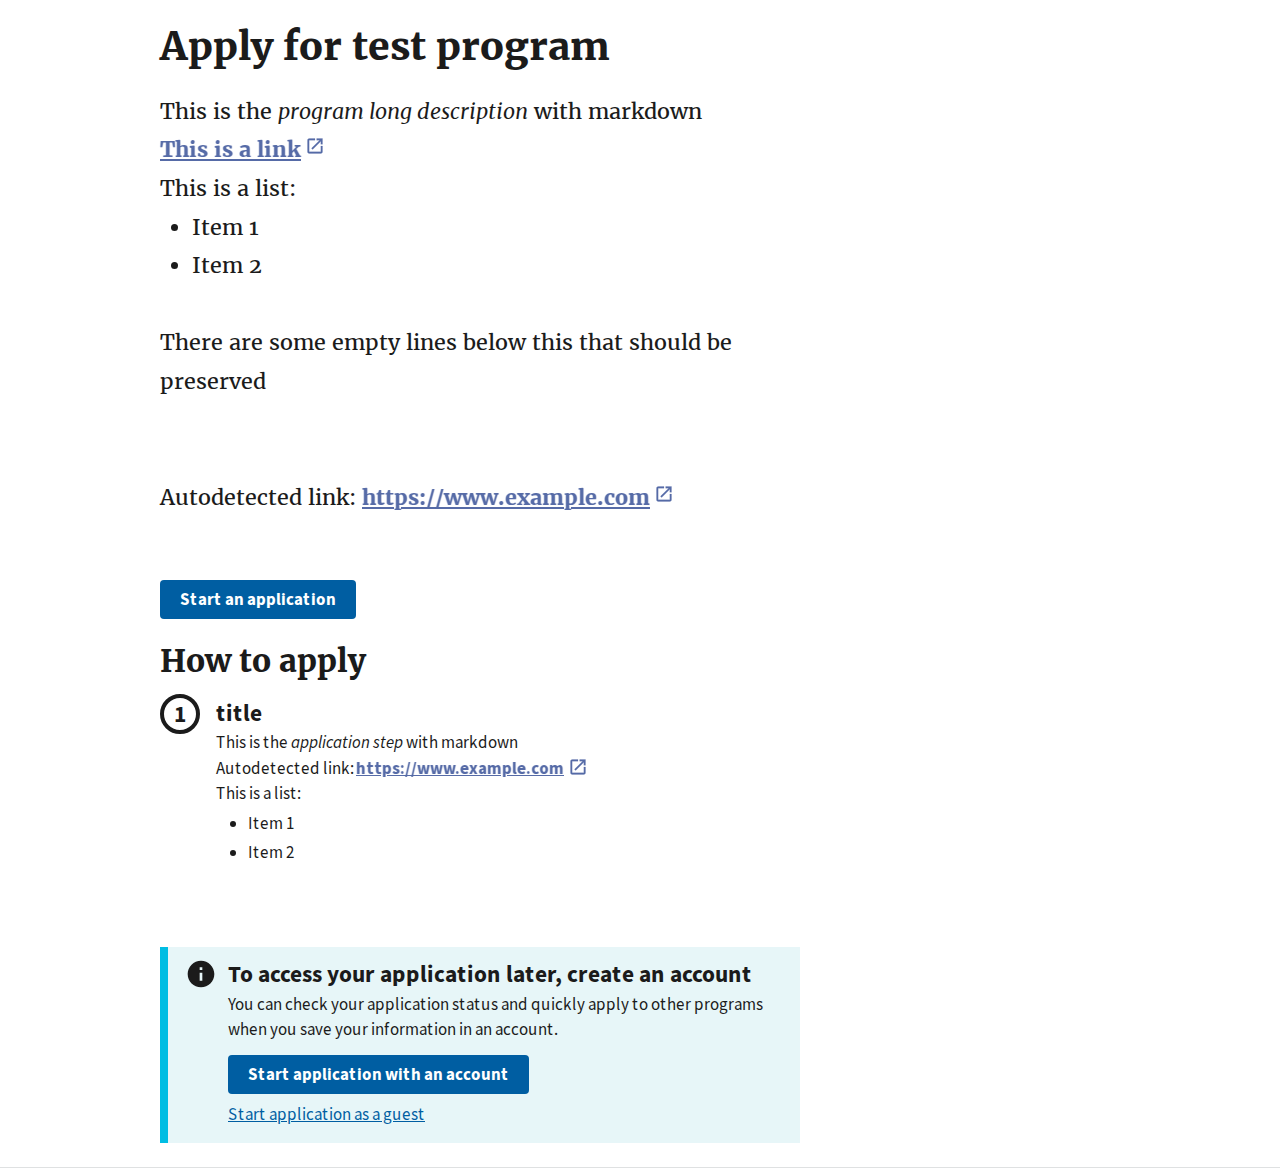 Apply for test program
This is the program long description with markdown
This is a link
This is a list:
• Item 1
• Item 2
There are some empty lines below this that should be
preserved
Autodetected link: https://www.example.com
Start an application
How to apply
1 title
This is the application step with markdown
Autodetected link: https://www.example.com
This is a list:
• Item 1
• Item 2
To access your application later, create an account
You can check your application status and quickly apply to other programs
when you save your information in an account.
Start application with an account
Start application as a guest